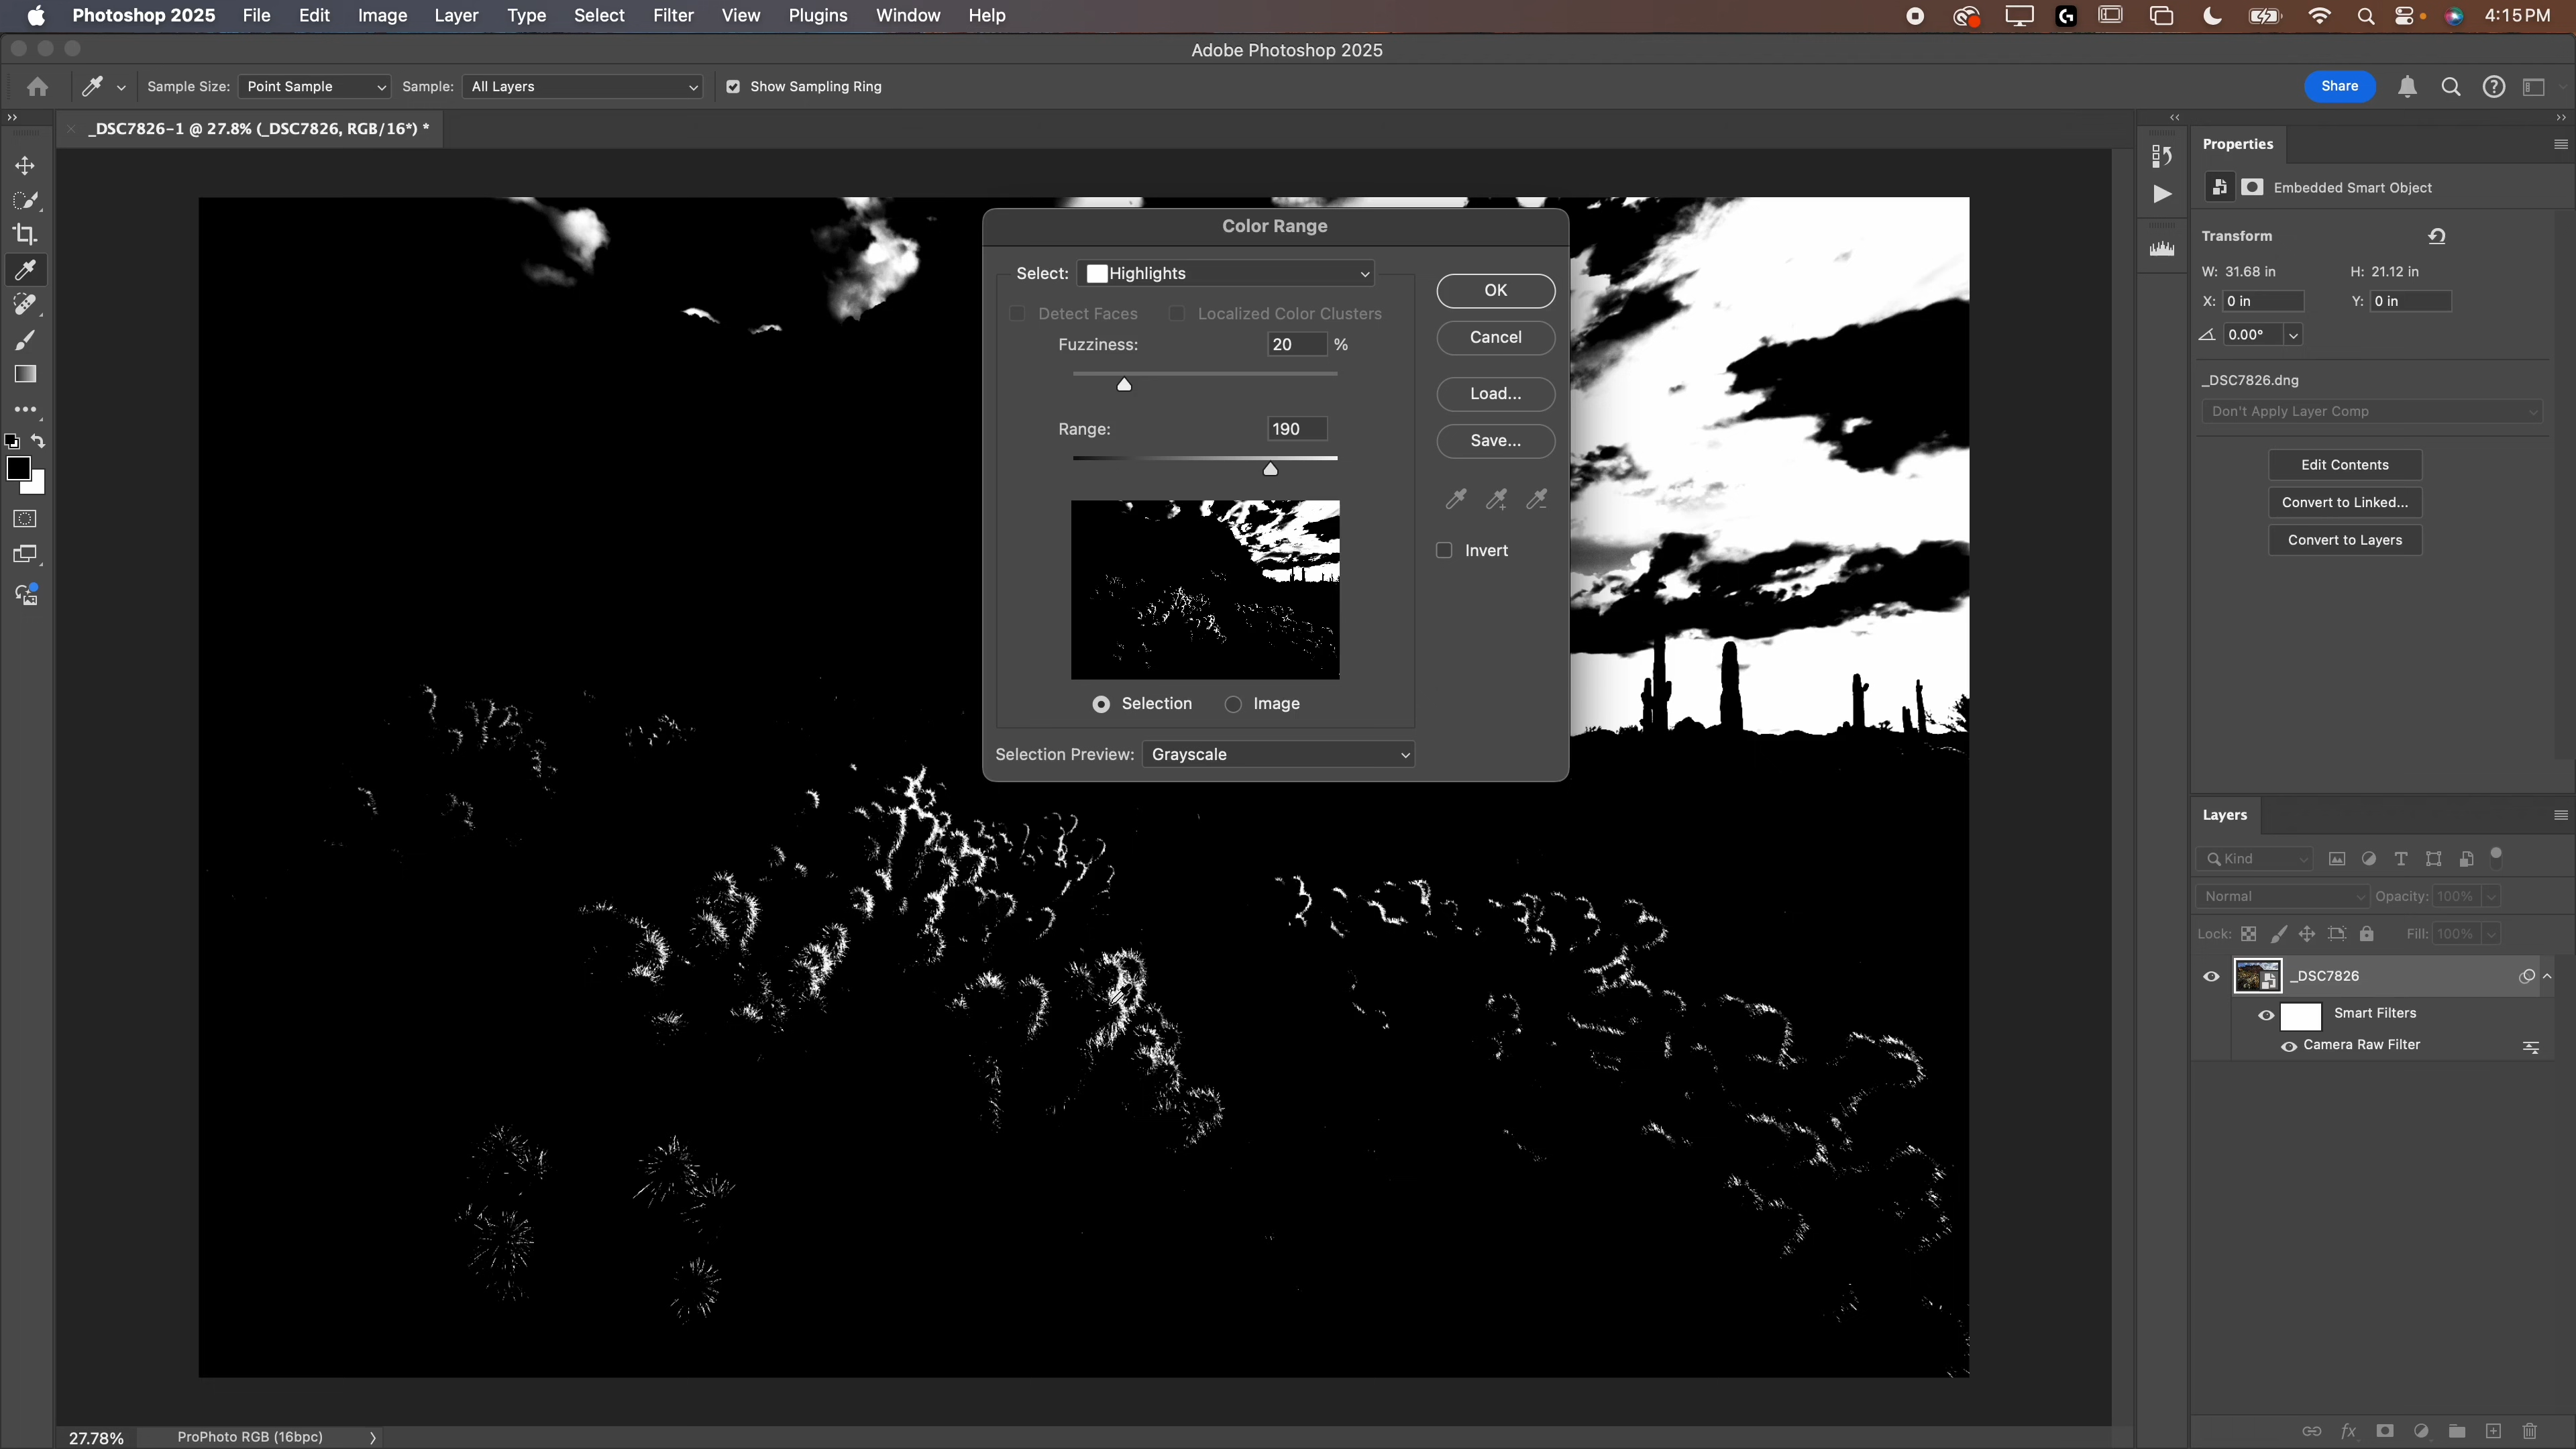 Photoshop 2025 File Edit Image Layer Type Select Filter View Plugins Window Help 4:15 PM
Adobe Photoshop 2025
Sample Size: Point Sample Sample: All Layers Show Sampling Ring Share
_DSC7826-1 @ 27.8% (_DSC7826, RGB/16*) *
Color Range
Select: Highlights
Detect Faces Localized Color Clusters
Fuzziness: 20 %
Range: 190
Selection Image
Selection Preview: Grayscale
OK
Cancel
Load...
Save...
Invert
Properties
Embedded Smart Object
Transform
W: 31.68 in H: 21.12 in
X: 0 in Y: 0 in
0.00°
_DSC7826.dng
Don't Apply Layer Comp
Edit Contents
Convert to Linked...
Convert to Layers
Layers
Kind
Normal Opacity: 100%
Lock: Fill: 100%
_DSC7826
Smart Filters
Camera Raw Filter
27.78% ProPhoto RGB (16bpc)